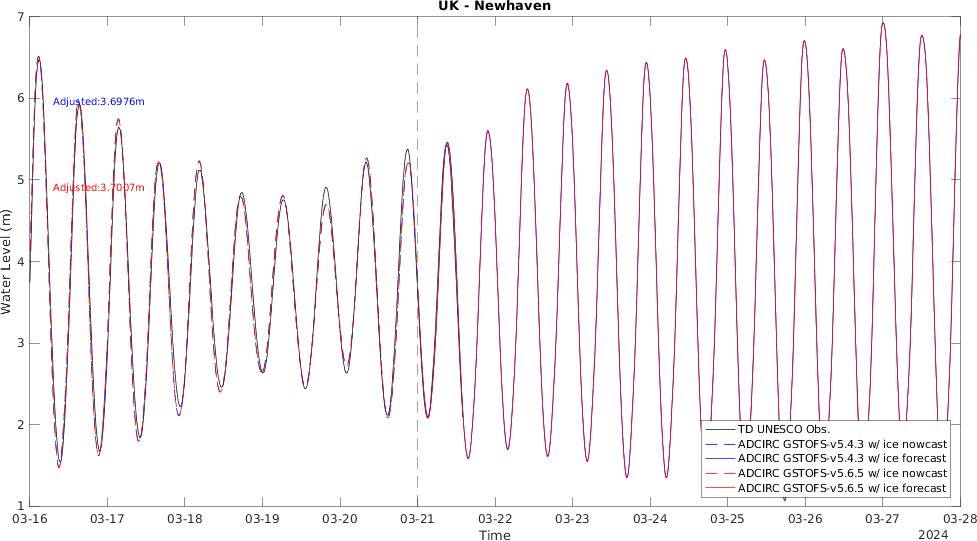 UK - Newhaven
7
6
5
4
3
2
1
Water Level (m)
Adjusted:3.6976m
Adjusted:3.7007m
TD UNESCO Obs.
ADCIRC GSTOFS-v5.4.3 w/ ice nowcast
ADCIRC GSTOFS-v5.4.3 w/ ice forecast
ADCIRC GSTOFS-v5.6.5 w/ ice nowcast
ADCIRC GSTOFS-v5.6.5 w/ ice forecast
03-16 03-17 03-18 03-19 03-20 03-21 03-22 03-23 03-24 03-25 03-26 03-27 03-28
Time
2024